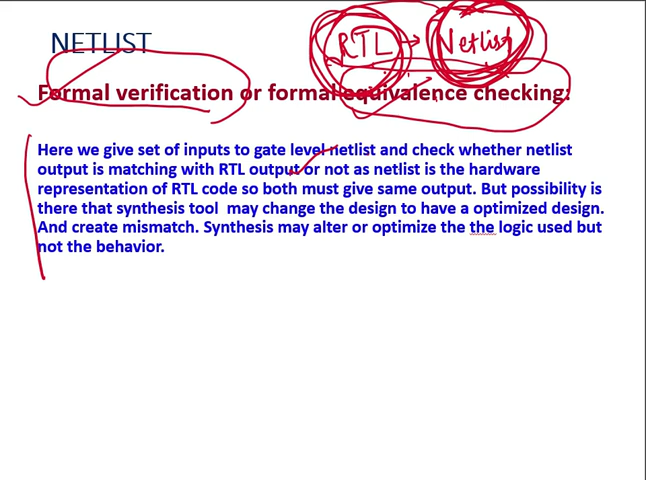 NETLIST
RTL → Netlist
Formal verification or formal equivalence checking:
Here we give set of inputs to gate level netlist and check whether netlist
output is matching with RTL output or not as netlist is the hardware
representation of RTL code so both must give same output. But possibility is
there that synthesis tool may change the design to have a optimized design.
And create mismatch. Synthesis may alter or optimize the the logic used but
not the behavior.